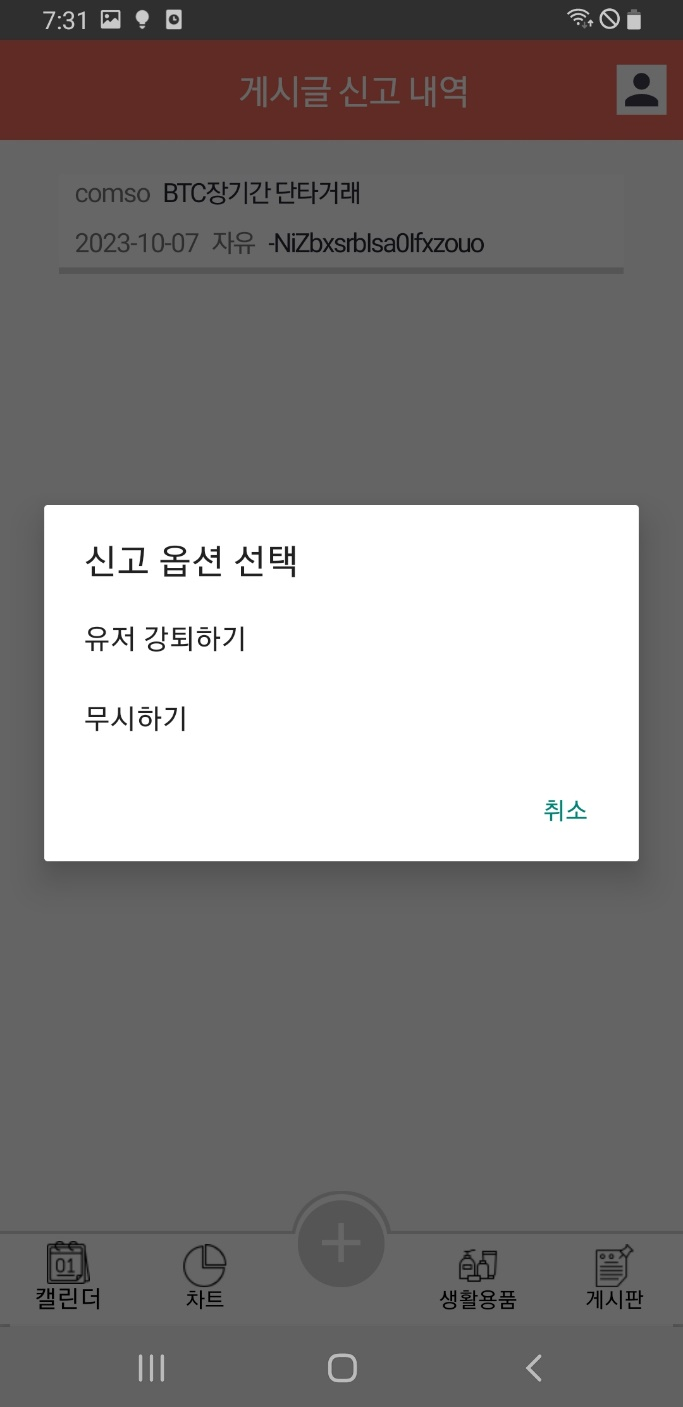 7:31
게시글 신고 내역
comso BTC장기간 단타거래
2023-10-07 자유 -NiZbxsrbIsa0Ifxzouo
신고 옵션 선택
유저 강퇴하기
무시하기
취소
01
캘린더 차트 생활용품 게시판